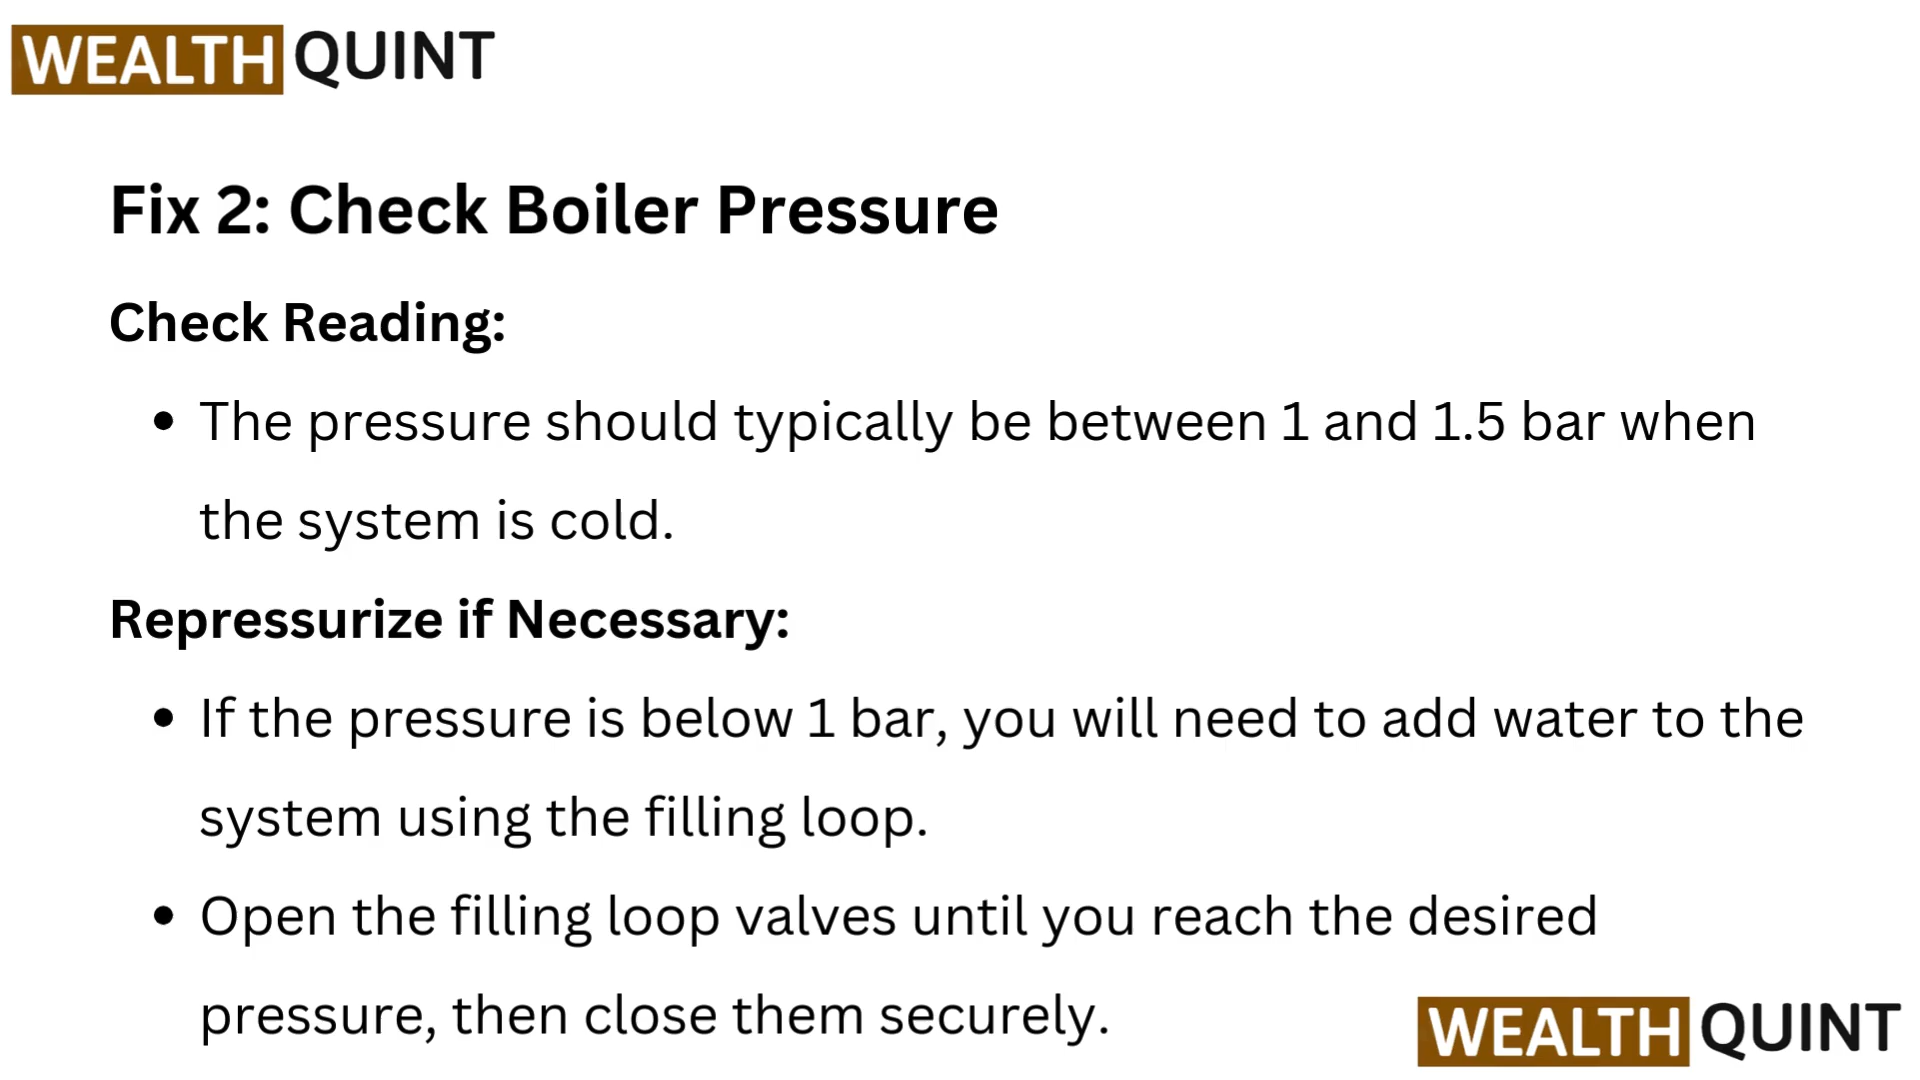 WEALTH QUINT
Fix 2: Check Boiler Pressure
Check Reading:
• The pressure should typically be between 1 and 1.5 bar when
the system is cold.
Repressurize if Necessary:
• If the pressure is below 1 bar, you will need to add water to the
system using the filling loop.
• Open the filling loop valves until you reach the desired
pressure, then close them securely.
WEALTH QUINT